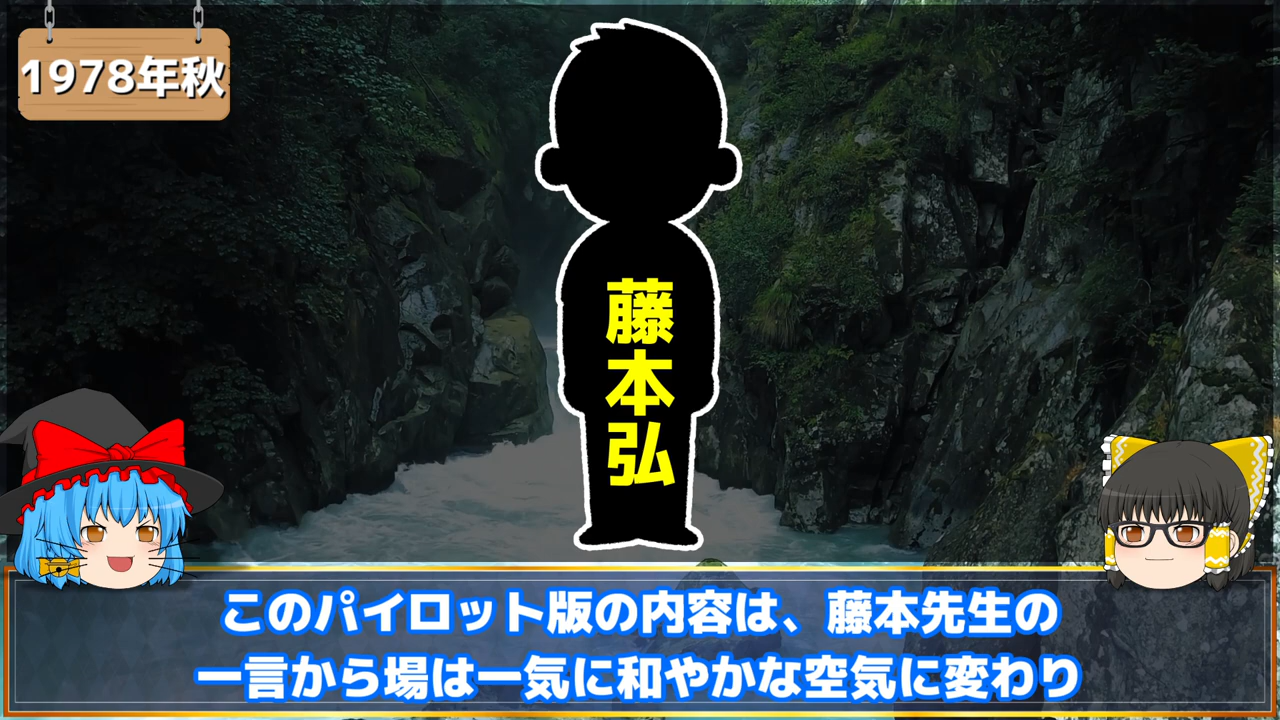 1978年秋
藤本弘
このパイロット版の内容は、藤本先生の
一言から場は一気に和やかな空気に変わり